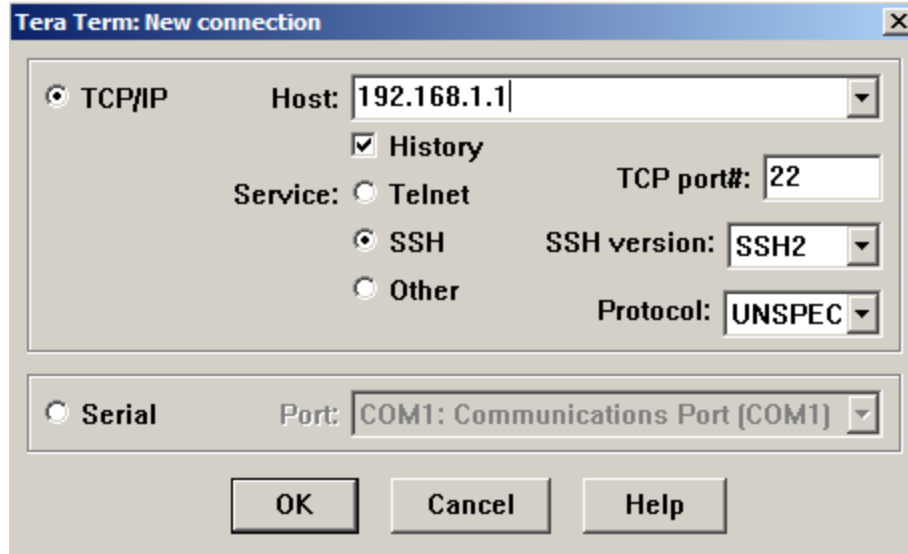 Tera Term: New connection
TCP/IP Host: 192.168.1.1
History
Service: Telnet TCP port#: 22
SSH SSH version: SSH2
Other Protocol: UNSPEC
Serial Port: COM1: Communications Port (COM1)
OK Cancel Help